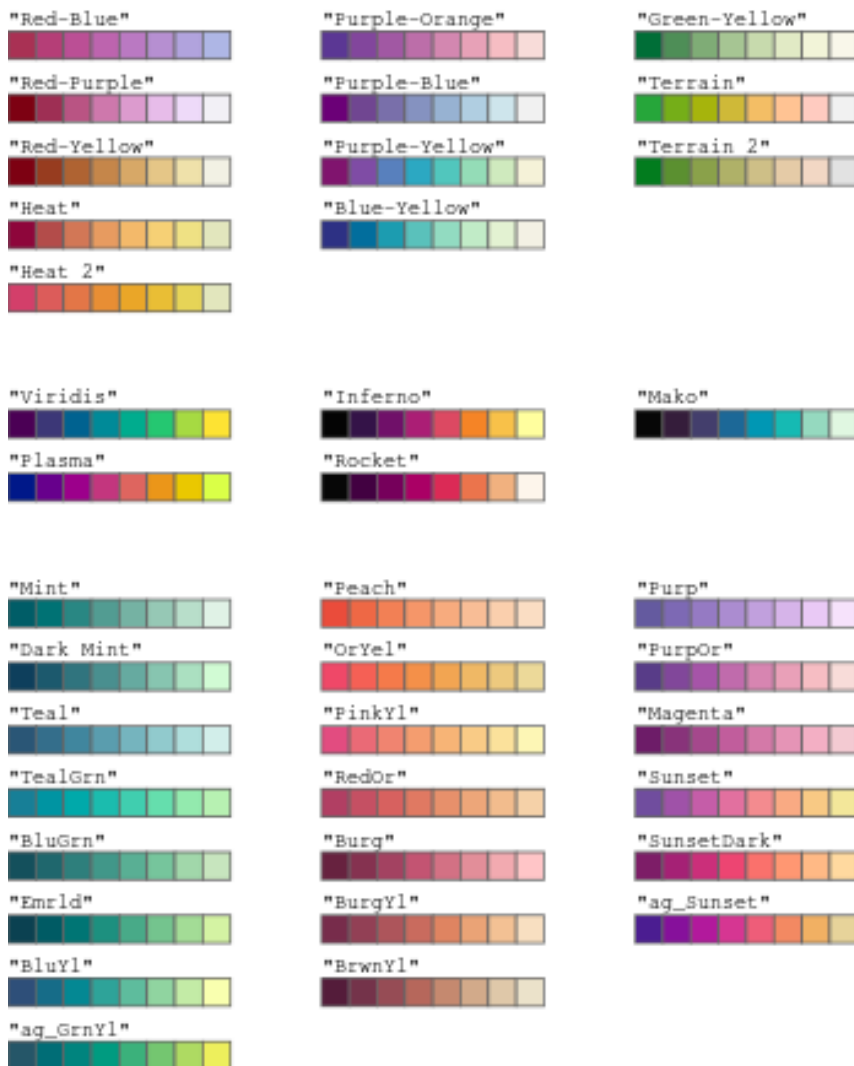 "Red-Blue" "Purple-Orange" "Green-Yellow"
"Red-Purple" "Purple-Blue" "Terrain"
"Red-Yellow" "Purple-Yellow" "Terrain 2"
"Heat" "Blue-Yellow"
"Heat 2"
"Viridis" "Inferno" "Mako"
"Plasma" "Rocket"
"Mint" "Peach" "Purp"
"Dark Mint" "OrYel" "PurpOr"
"Teal" "PinkYl" "Magenta"
"TealGrn" "RedOr" "Sunset"
"BluGrn" "Burg" "SunsetDark"
"Emrld" "BurgYl" "ag_Sunset"
"BluYl" "BrwnYl"
"ag_GrnYl"